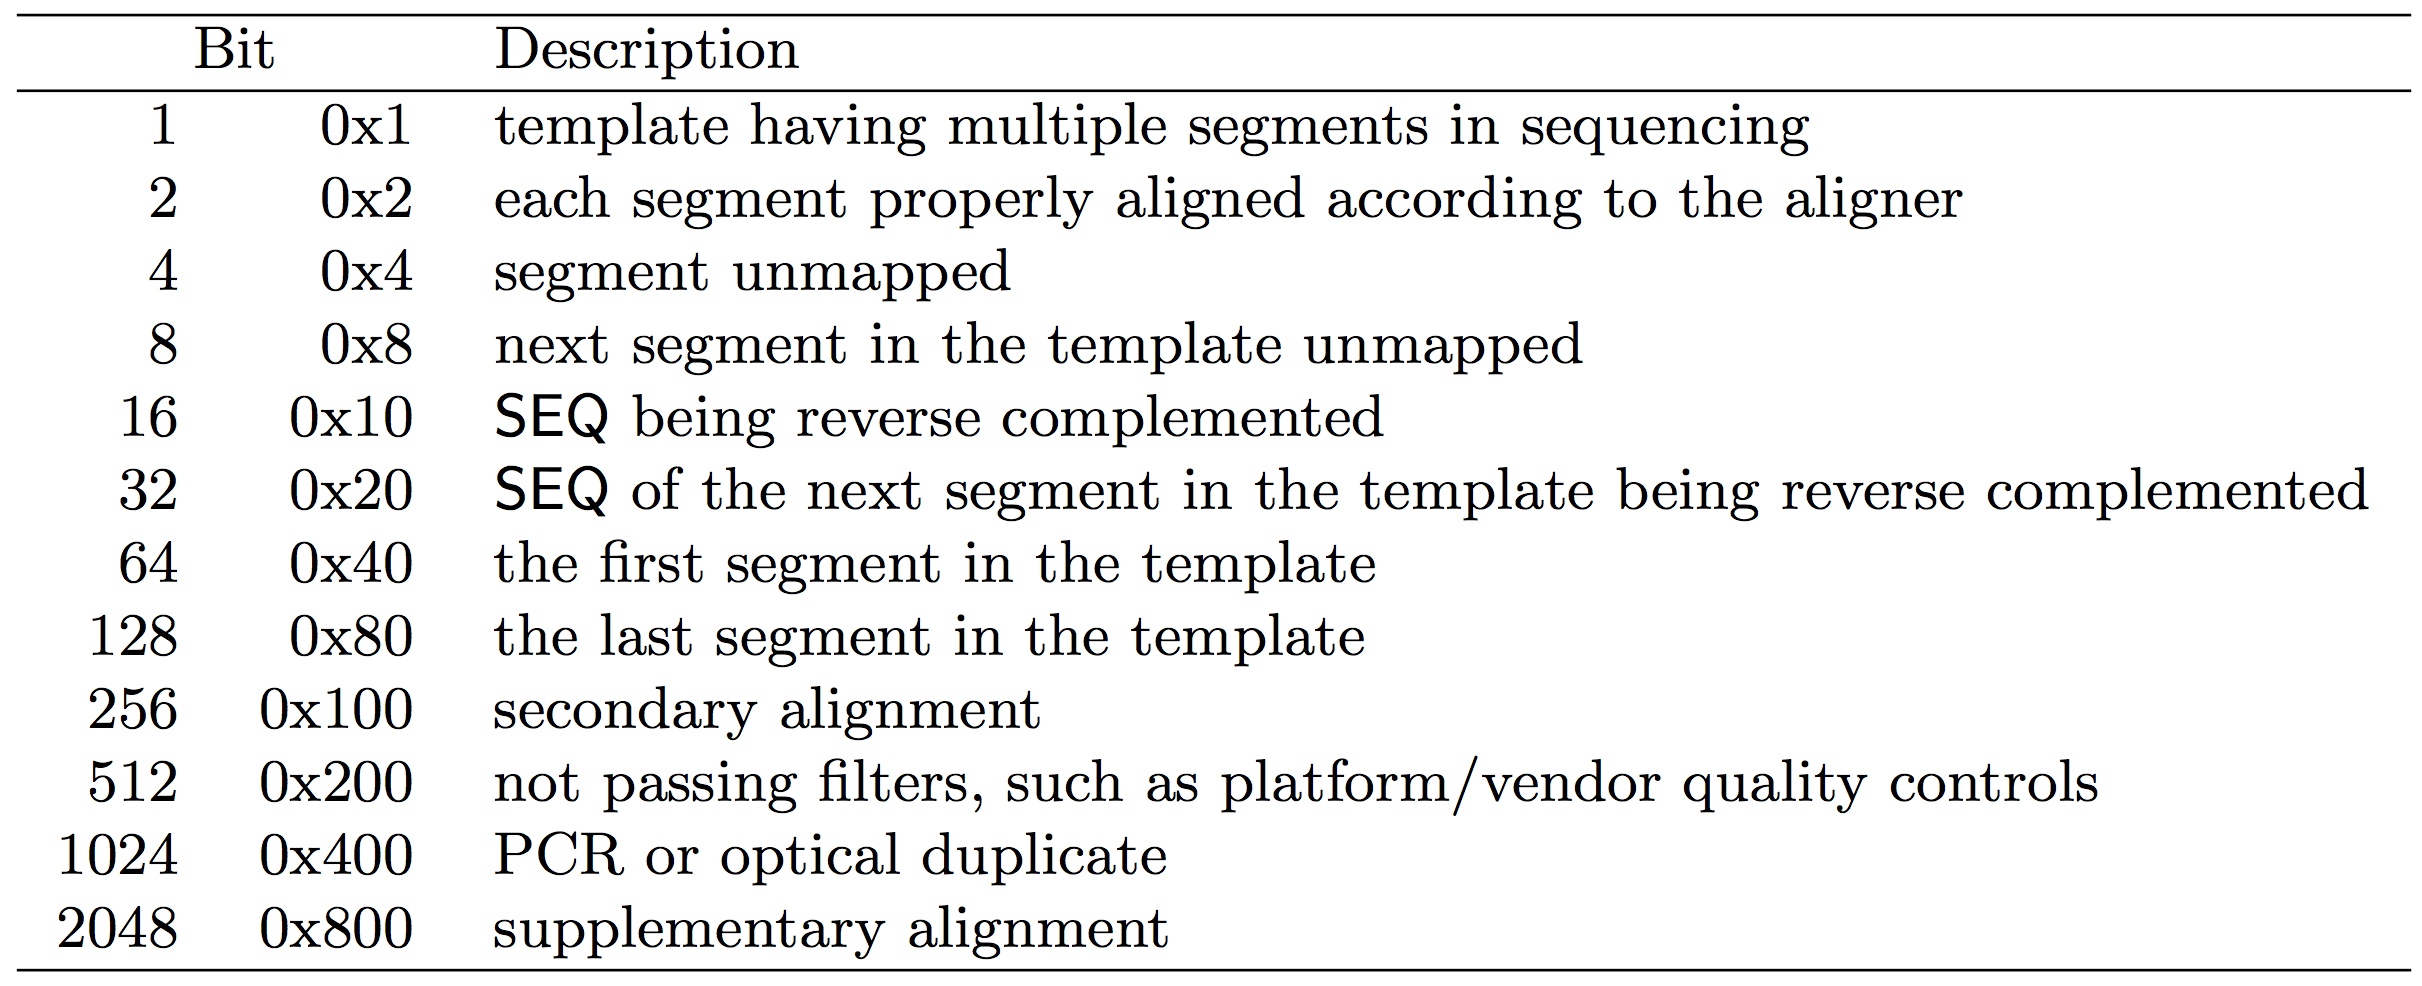 Bit Description
1 0x1 template having multiple segments in sequencing
2 0x2 each segment properly aligned according to the aligner
4 0x4 segment unmapped
8 0x8 next segment in the template unmapped
16 0x10 SEQ being reverse complemented
32 0x20 SEQ of the next segment in the template being reverse complemented
64 0x40 the first segment in the template
128 0x80 the last segment in the template
256 0x100 secondary alignment
512 0x200 not passing filters, such as platform/vendor quality controls
1024 0x400 PCR or optical duplicate
2048 0x800 supplementary alignment